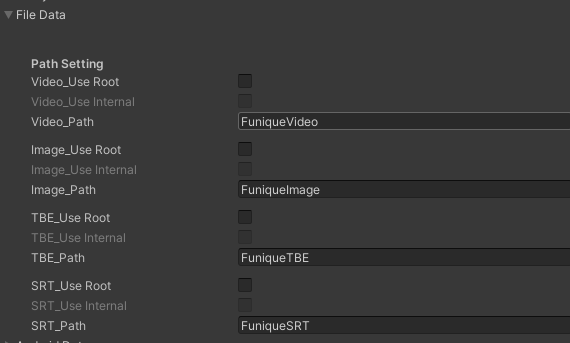 File Data
Path Setting
Video_Use Root
Video_Use Internal
Video_Path FuniqueVideo
Image_Use Root
Image_Use Internal
Image_Path FuniqueImage
TBE_Use Root
TBE_Use Internal
TBE_Path FuniqueTBE
SRT_Use Root
SRT_Use Internal
SRT_Path FuniqueSRT